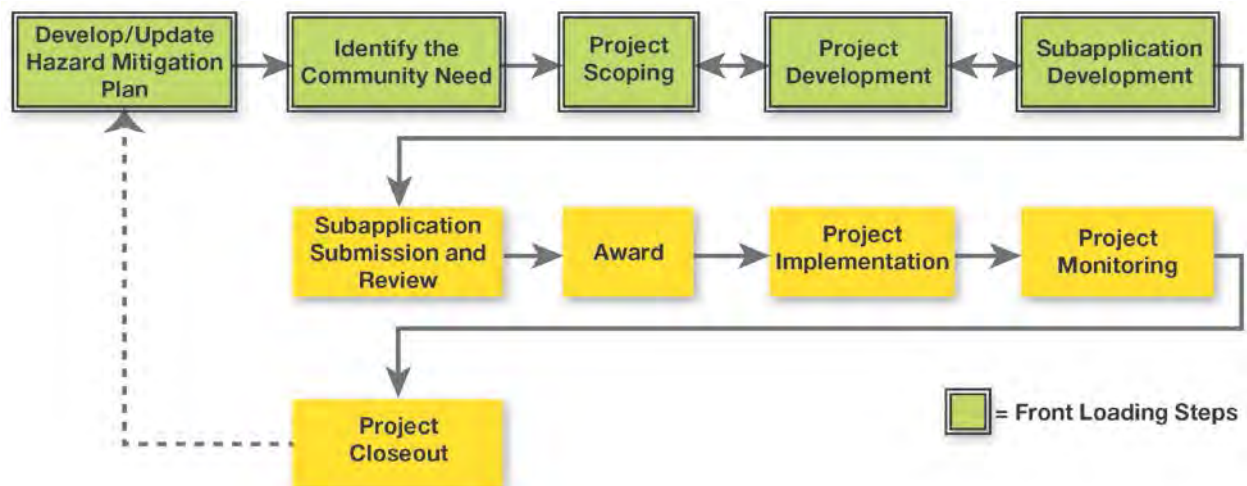 Develop/Update
Hazard Mitigation
Plan
Identify the
Community Need
Project
Scoping
Project
Development
Subapplication
Development
Subapplication
Submission and
Review
Award
Project
Implementation
Project
Monitoring
Project
Closeout
= Front Loading Steps